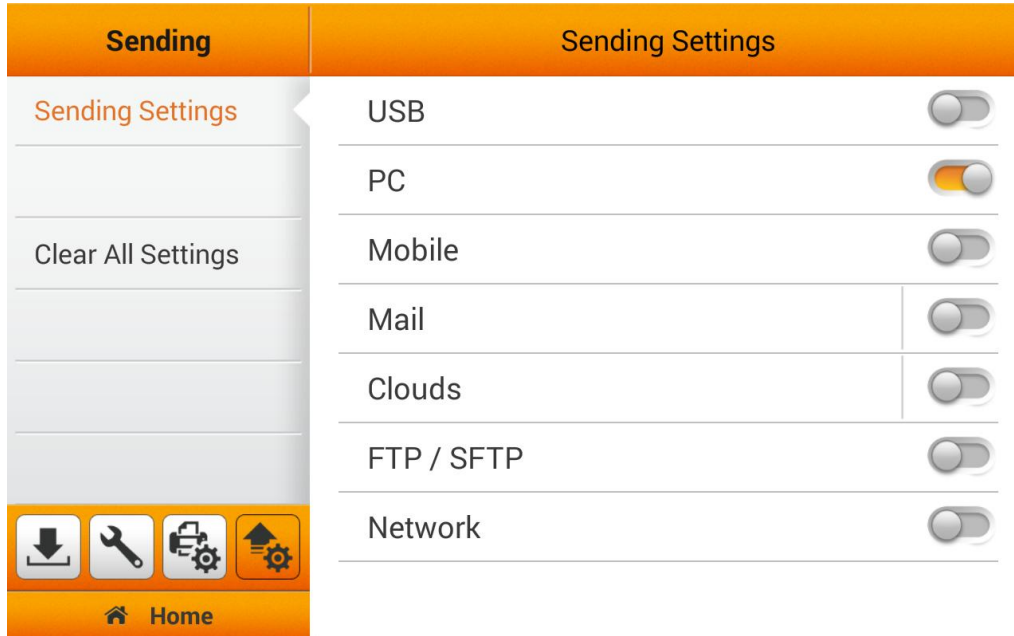 Sending
Sending Settings
Sending Settings
Clear All Settings
USB
PC
Mobile
Mail
Clouds
FTP / SFTP
Network
Home